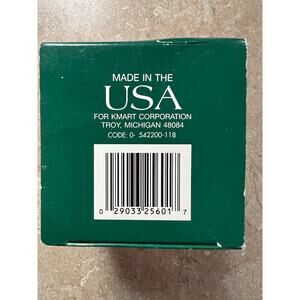 MADE IN THE
USA
FOR KMART CORPORATION
TROY, MICHIGAN 48084
CODE: 0- 542200-118
0 29033 25601 7